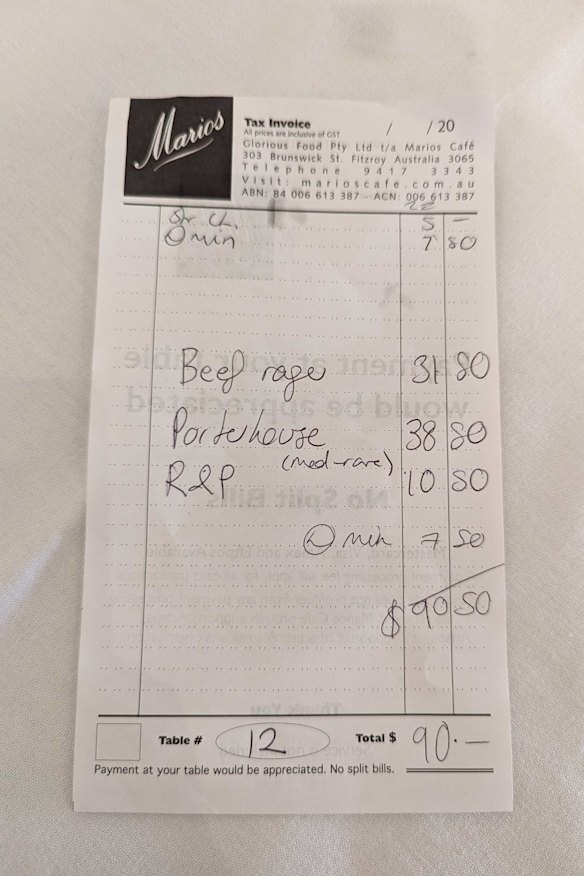 Marios
Tax Invoice / / 20
All prices are inclusive of GST
Glorious Food Pty Ltd t/a Marios Café
303 Brunswick St. Fitzroy Australia 3065
Telephone 9417 3343
Visit: marioscafe.com.au
ABN: 84 006 613 387 - ACN: 006 613 387
22
5 —
min 7 80
Beef 31 80
Porterhouse 38 80
(med-rare)
R&P 10 50
min 7 50
$ 90 50
Table # 12 Total $ 90.—
Payment at your table would be appreciated. No split bills.